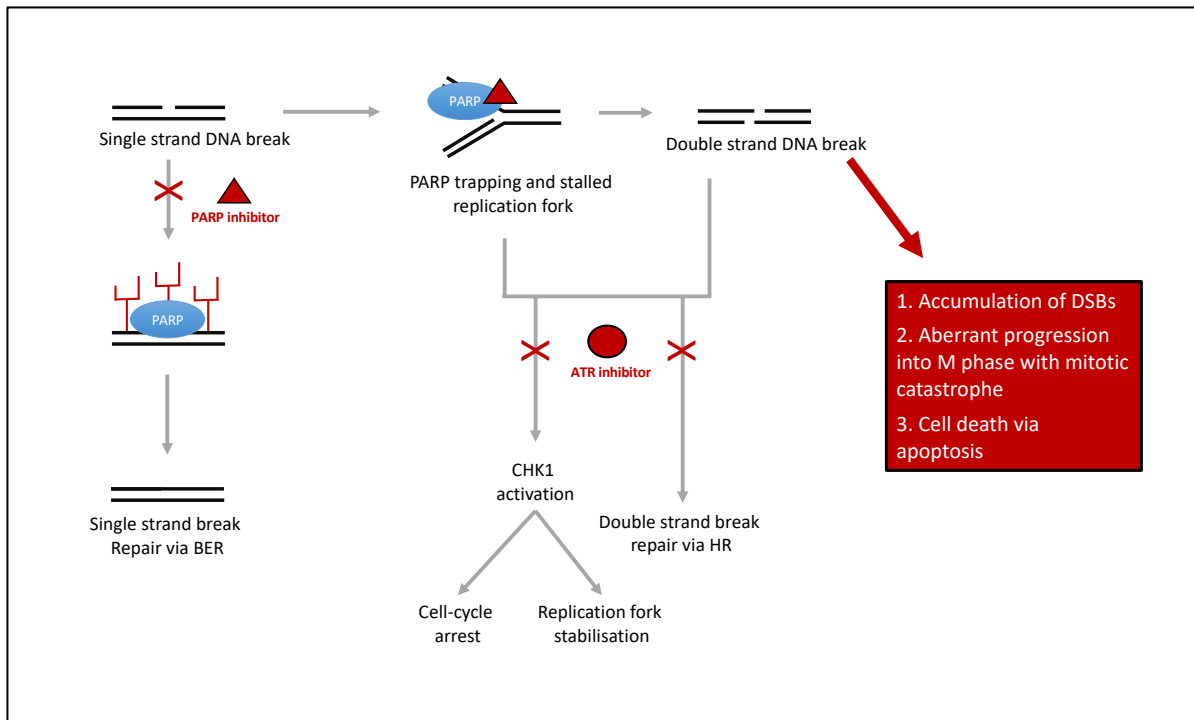 PARP
Single strand DNA break
Double strand DNA break
PARP trapping and stalled
replication fork
PARP inhibitor
PARP
1. Accumulation of DSBs
2. Aberrant progression
into M phase with mitotic
catastrophe
3. Cell death via
apoptosis
ATR inhibitor
CHK1
activation
Single strand break
Repair via BER
Double strand break
repair via HR
Cell-cycle
arrest
Replication fork
stabilisation